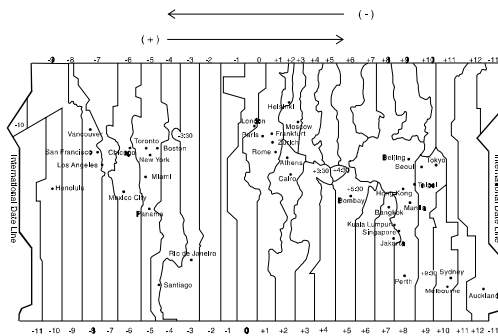 (-)
(+)
-9 -8 -7 -6 -5 -4 -3 -2 -1 0 +1 +2 +3 +4 +5 +6 +7 +8 +9 +10 +11 -11
Helsinki
London
Moscow
-10
Vancouver
-3:30
Paris
Frankfurt
Toronto
Zürich
San Francisco
Chicago
Boston
New York
Rome
Beijing
Tokyo
Los Angeles
Athens
Seoul
+3:30
+4:30
Miami
Cairo
Honolulu
+5:30
Hong Kong
Taipei
Mexico City
Bombay
Manila
Panama
Bangkok
Kuala Lumpur
Singapore
Jakarta
Rio de Janeiro
International Date Line
International Date Line
Santiago
Perth
+9:30
Sydney
Melbourne
Auckland
-11 -10 -9 -8 -7 -6 -5 -4 -3 -2 -1 0 +1 +2 +3 +4 +5 +6 +7 +8 +9 +10 +11 +12 -11